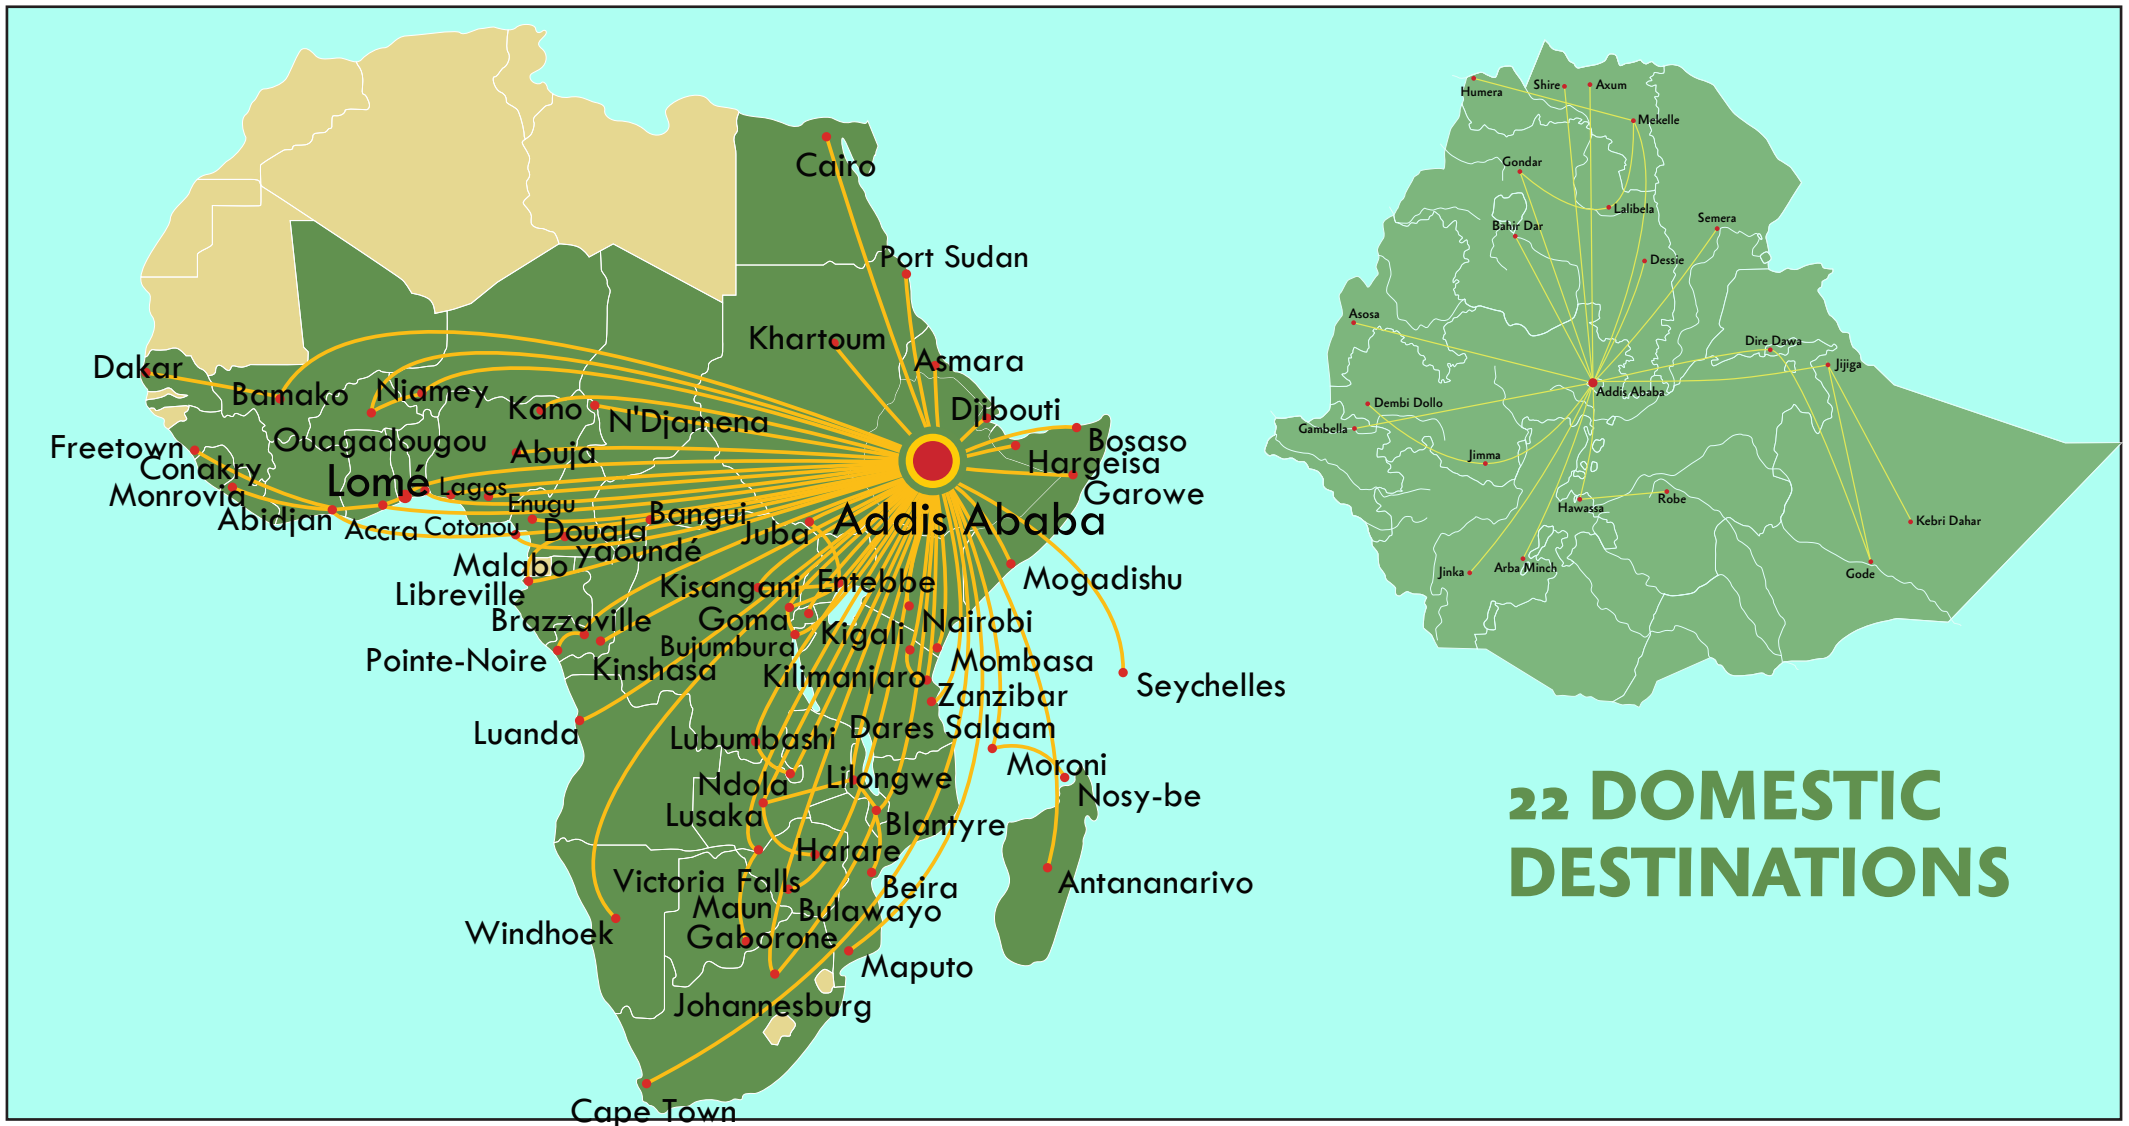 Cairo
Port Sudan
Khartoum
Asmara
Dakar
Bamako
Niamey
Kano
N'Djamena
Djibouti
Ouagadougou
Abuja
Bosaso
Freetown
Conakry
Hargeisa
Lomé
Lagos
Garowe
Monrovia
Enugu
Abidjan
Accra
Cotonou
Douala
Bangui
Juba
Addis Ababa
yaoundé
Malabo
Libreville
Kisangani
Entebbe
Mogadishu
Brazzaville
Goma
Kigali
Nairobi
Bujumbura
Pointe-Noire
Kinshasa
Kilimanjaro
Mombasa
Zanzibar
Seychelles
Luanda
Lubumbashi
Dares Salaam
Moroni
Ndola
Lilongwe
Nosy-be
Lusaka
Blantyre
Harare
Victoria Falls
Beira
Antananarivo
Maun
Bulawayo
Windhoek
Gaborone
Maputo
Johannesburg
Cape Town
Humera
Shire
Axum
Mekelle
Gondar
Lalibela
Bahir Dar
Semera
Dessie
Asosa
Dire Dawa
Jijiga
Addis Ababa
Dembi Dollo
Gambella
Jimma
Hawassa
Robe
Kebri Dahar
Jinka
Arba Minch
Gode
22 DOMESTIC
DESTINATIONS